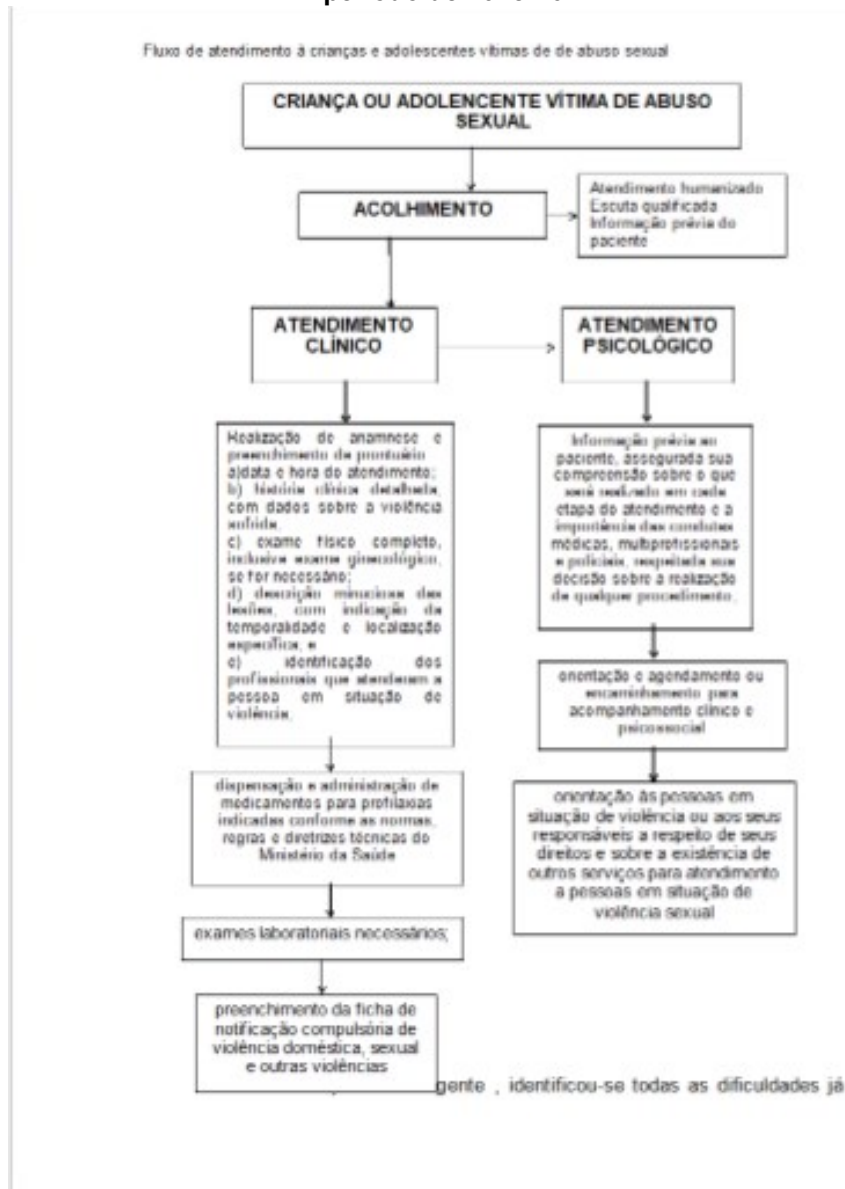 Fluxo de atendimento à crianças e adolescentes vítimas de de abuso sexual
CRIANÇA OU ADOLENCENTE VÍTIMA DE ABUSO
SEXUAL
ACOLHIMENTO
Atendimento humanizado
Escuta qualificada
Informação prévia do
paciente
ATENDIMENTO
CLÍNICO
ATENDIMENTO
PSICOLÓGICO
Realização de anamnese e
preenchimento de prontuário
a)data e hora do atendimento;
b) história clínica detalhada,
com dados sobre a violência
sofrida,
c) exame físico completo,
inclusive exame ginecológico,
se for necessário;
d) descrição minuciosa das
lesões, com indicação da
temporalidade e localização
específica; e
e) identificação dos
profissionais que atenderam a
pessoa em situação de
violência,
dispensação e administração de
medicamentos para profilaxias
indicadas conforme as normas,
regras e diretrizes técnicas do
Ministério da Saúde
exames laboratoriais necessários;
preenchimento da ficha de
notificação compulsória de
violência doméstica, sexual
e outras violências
Informação prévia ao
paciente, assegurada sua
compreensão sobre o que
será realizado em cada
etapa do atendimento e a
importância das condutas
médicas, multiprofissionais
e policiais, respeitada sua
decisão sobre a realização
de qualquer procedimento,
orientação e agendamento ou
encaminhamento para
acompanhamento clínico e
psicossocial
orientação às pessoas em
situação de violência ou aos seus
responsáveis a respeito de seus
direitos e sobre a existência de
outros serviços para atendimento
a pessoas em situação de
violência sexual
gente , identificou-se todas as dificuldades já